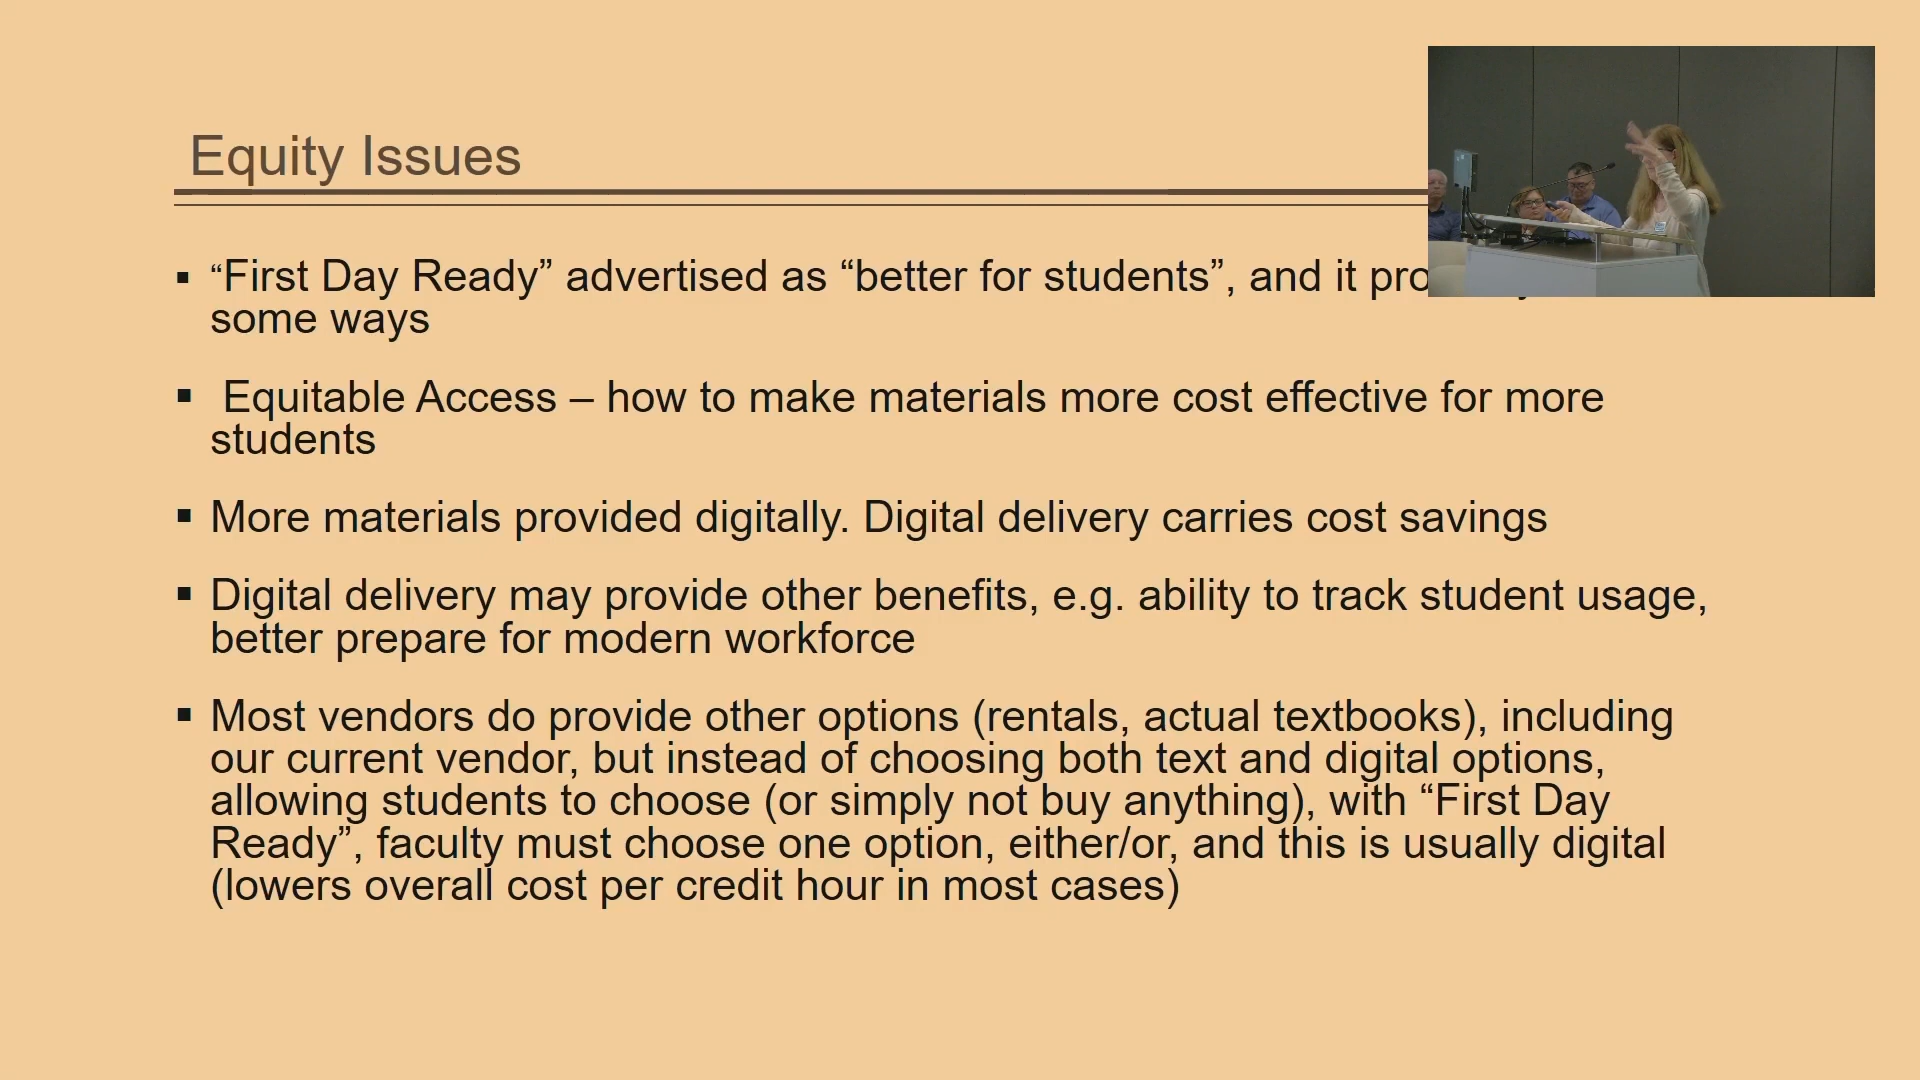 Equity Issues
“First Day Ready” advertised as “better for students”, and it
some ways
Equitable Access – how to make materials more cost effective for more
students
More materials provided digitally. Digital delivery carries cost savings
Digital delivery may provide other benefits, e.g. ability to track student usage,
better prepare for modern workforce
Most vendors do provide other options (rentals, actual textbooks), including
our current vendor, but instead of choosing both text and digital options,
allowing students to choose (or simply not buy anything), with “First Day
Ready”, faculty must choose one option, either/or, and this is usually digital
(lowers overall cost per credit hour in most cases)